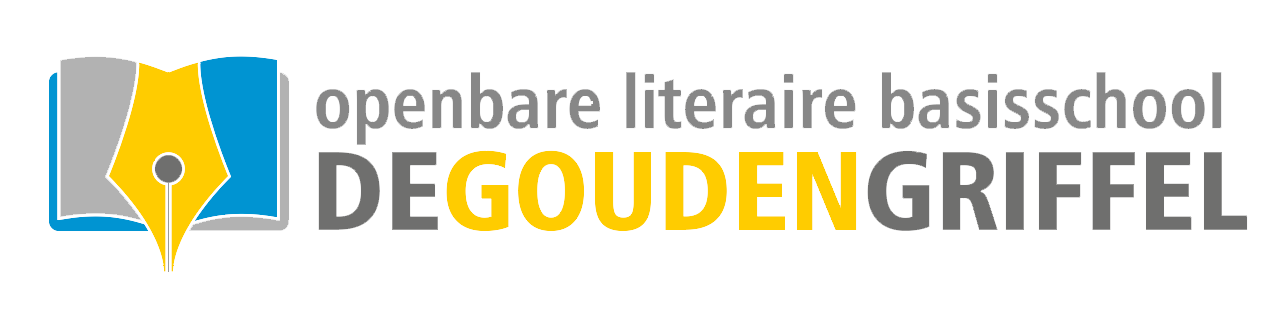 openbare literaire basisschool
DEGOUDENGRIFFEL